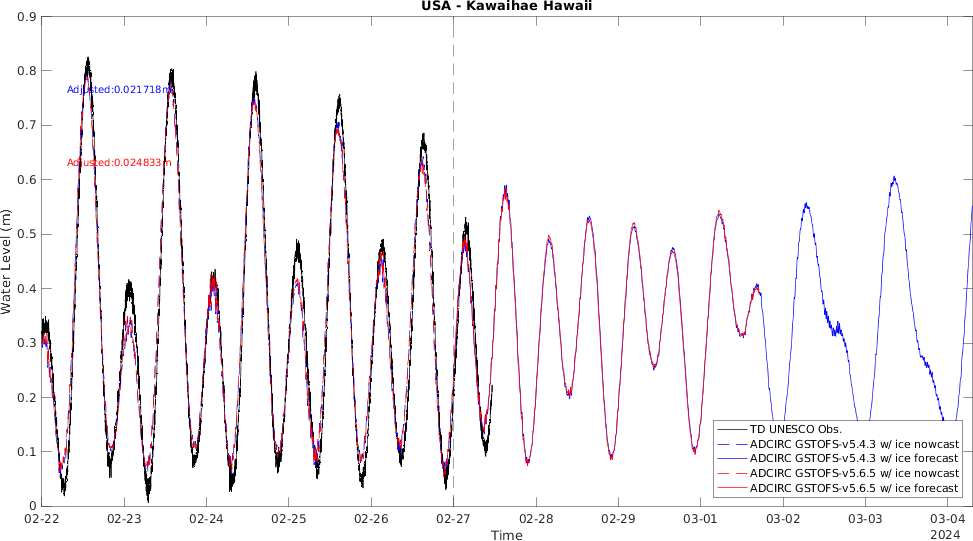 USA - Kawaihae Hawaii
0.9
0.8
0.7
0.6
0.5
0.4
0.3
0.2
0.1
0
Water Level (m)
Adjusted:0.021718m
Adjusted:0.024833m
TD UNESCO Obs.
ADCIRC GSTOFS-v5.4.3 w/ ice nowcast
ADCIRC GSTOFS-v5.4.3 w/ ice forecast
ADCIRC GSTOFS-v5.6.5 w/ ice nowcast
ADCIRC GSTOFS-v5.6.5 w/ ice forecast
02-22 02-23 02-24 02-25 02-26 02-27 02-28 02-29 03-01 03-02 03-03 03-04
2024
Time